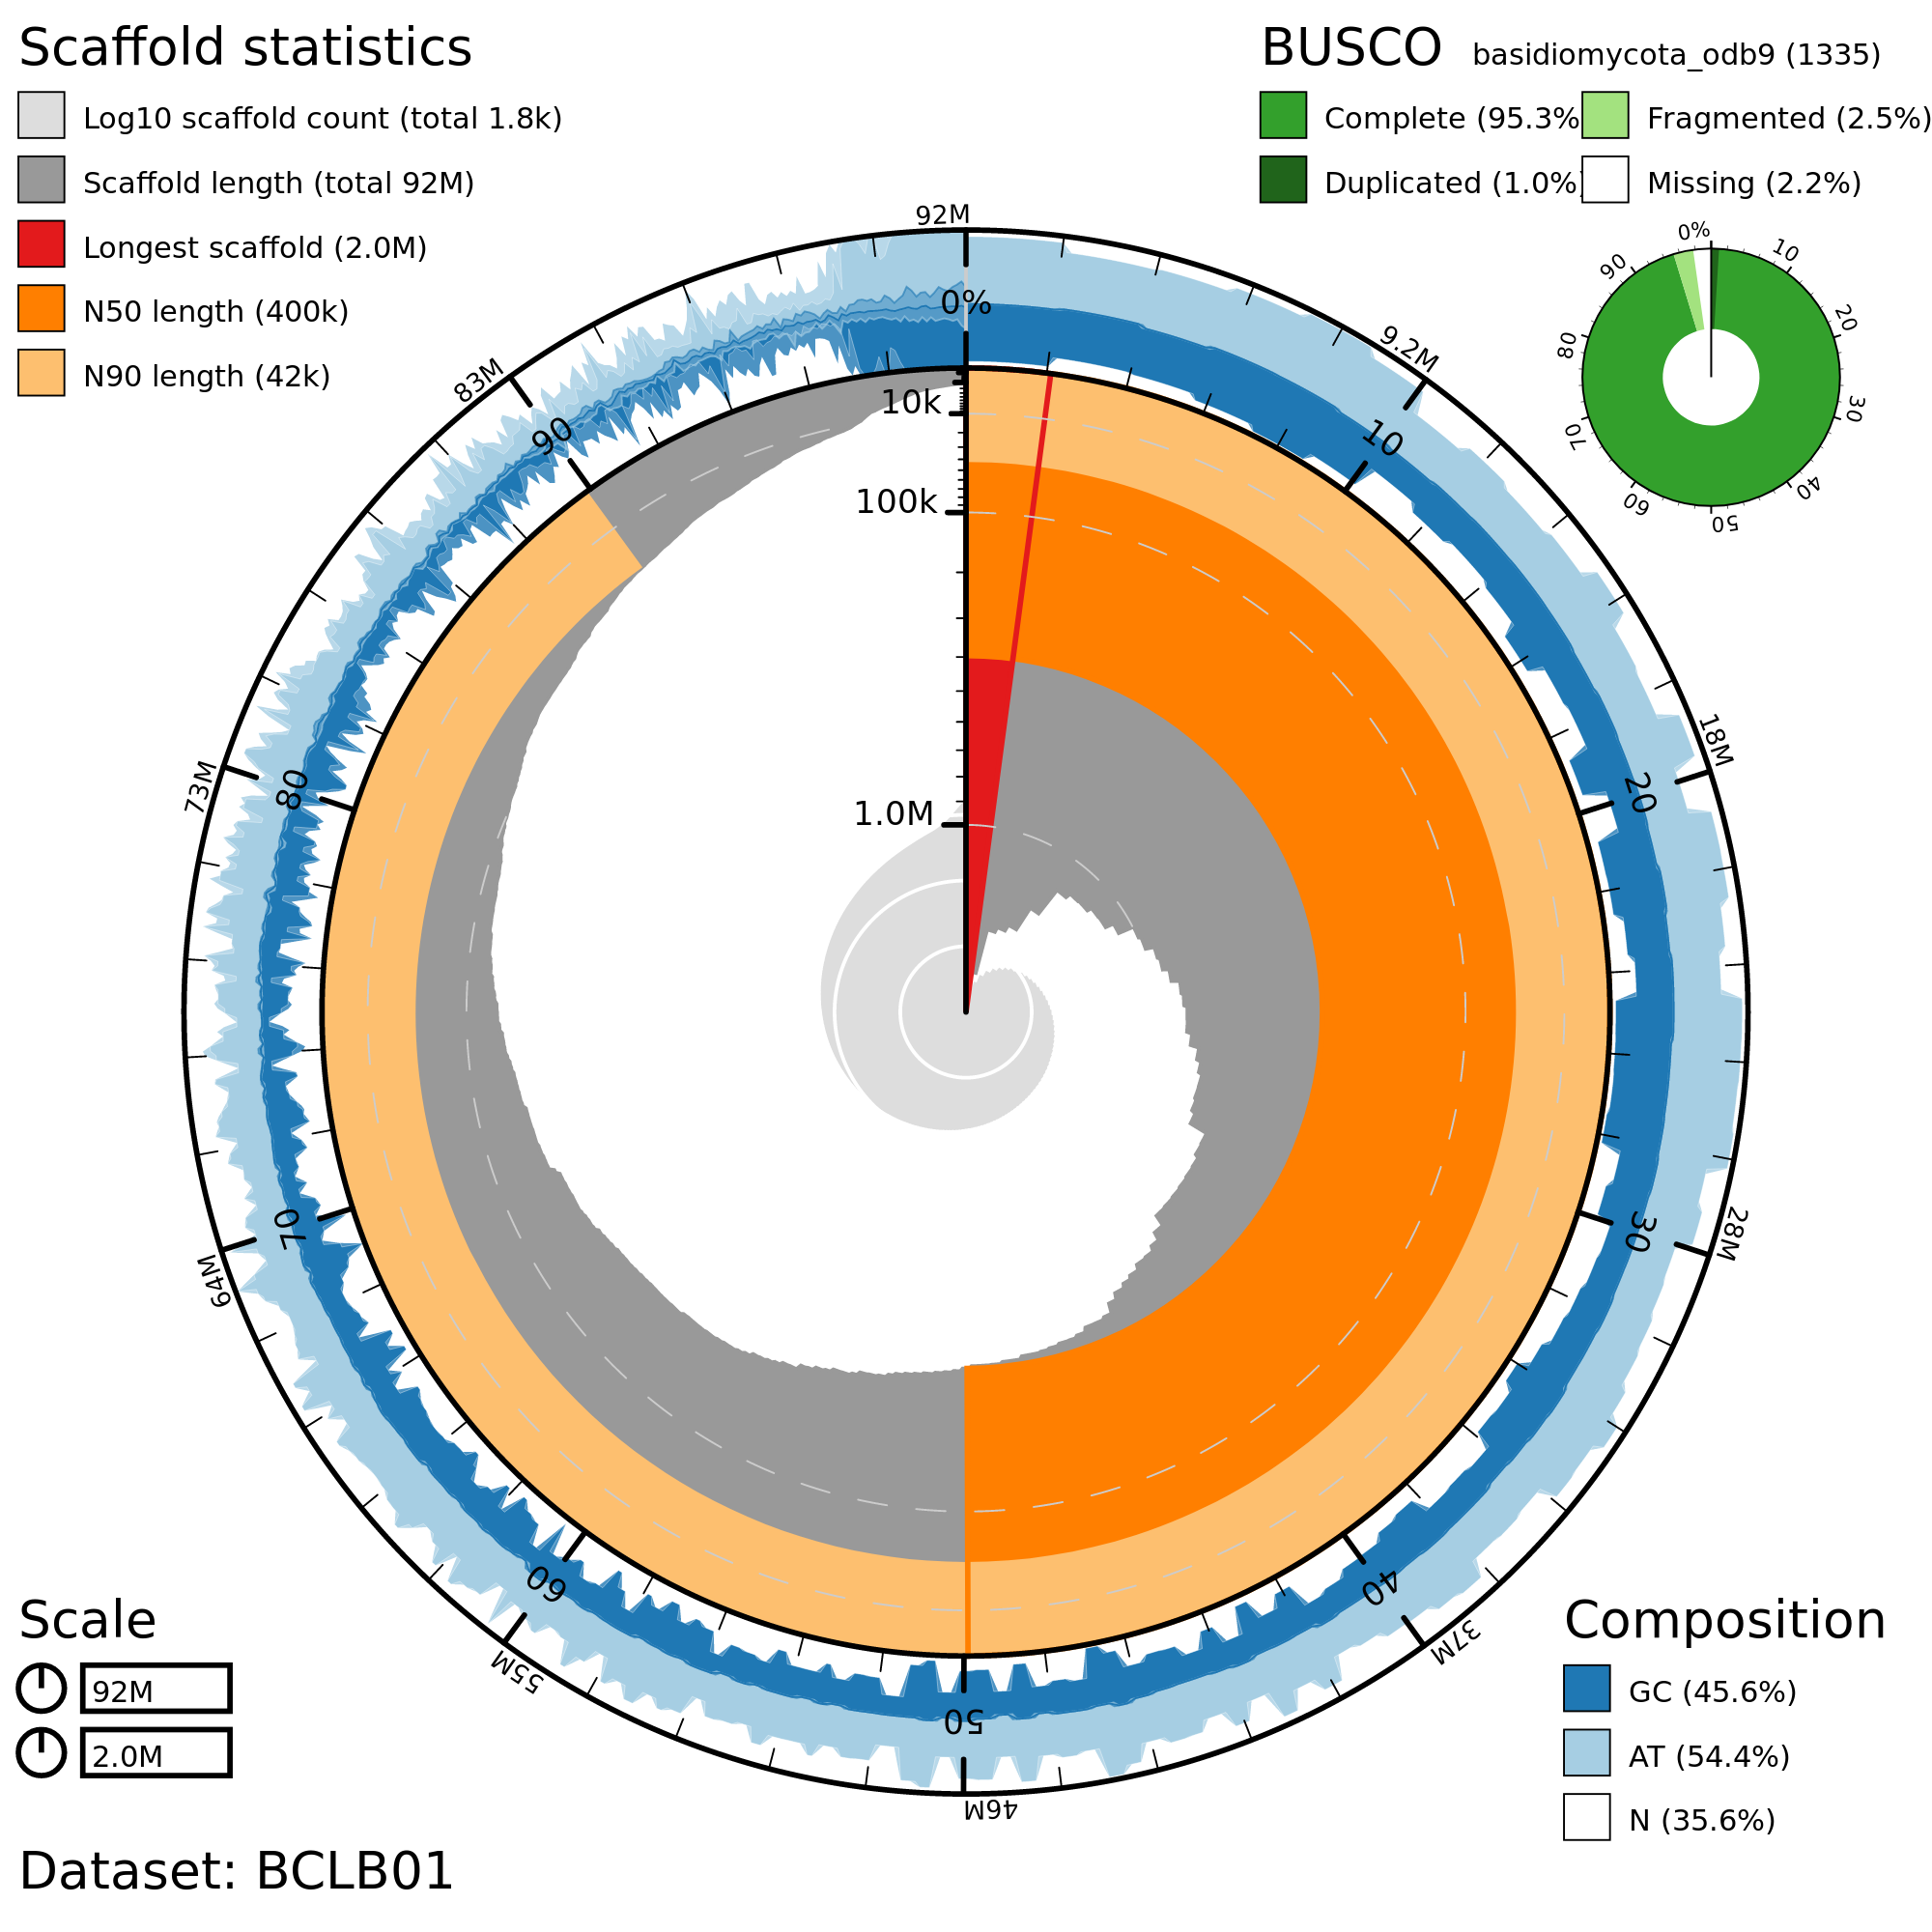 Scaffold statistics
Log10 scaffold count (total 1.8k)
Scaffold length (total 92M)
Longest scaffold (2.0M)
N50 length (400k)
N90 length (42k)
BUSCO basidiomycota_odb9 (1335)
Complete (95.3% Fragmented (2.5%)
Duplicated (1.0% Missing (2.2%)
0%
10
20
30
40
50
60
70
80
90
92M
9.2M
18M
28M
37M
46M
55M
64M
73M
83M
0%
10
20
30
40
50
60
70
80
90
10k
100k
1.0M
Scale
92M
2.0M
Composition
GC (45.6%)
AT (54.4%)
N (35.6%)
Dataset: BCLB01